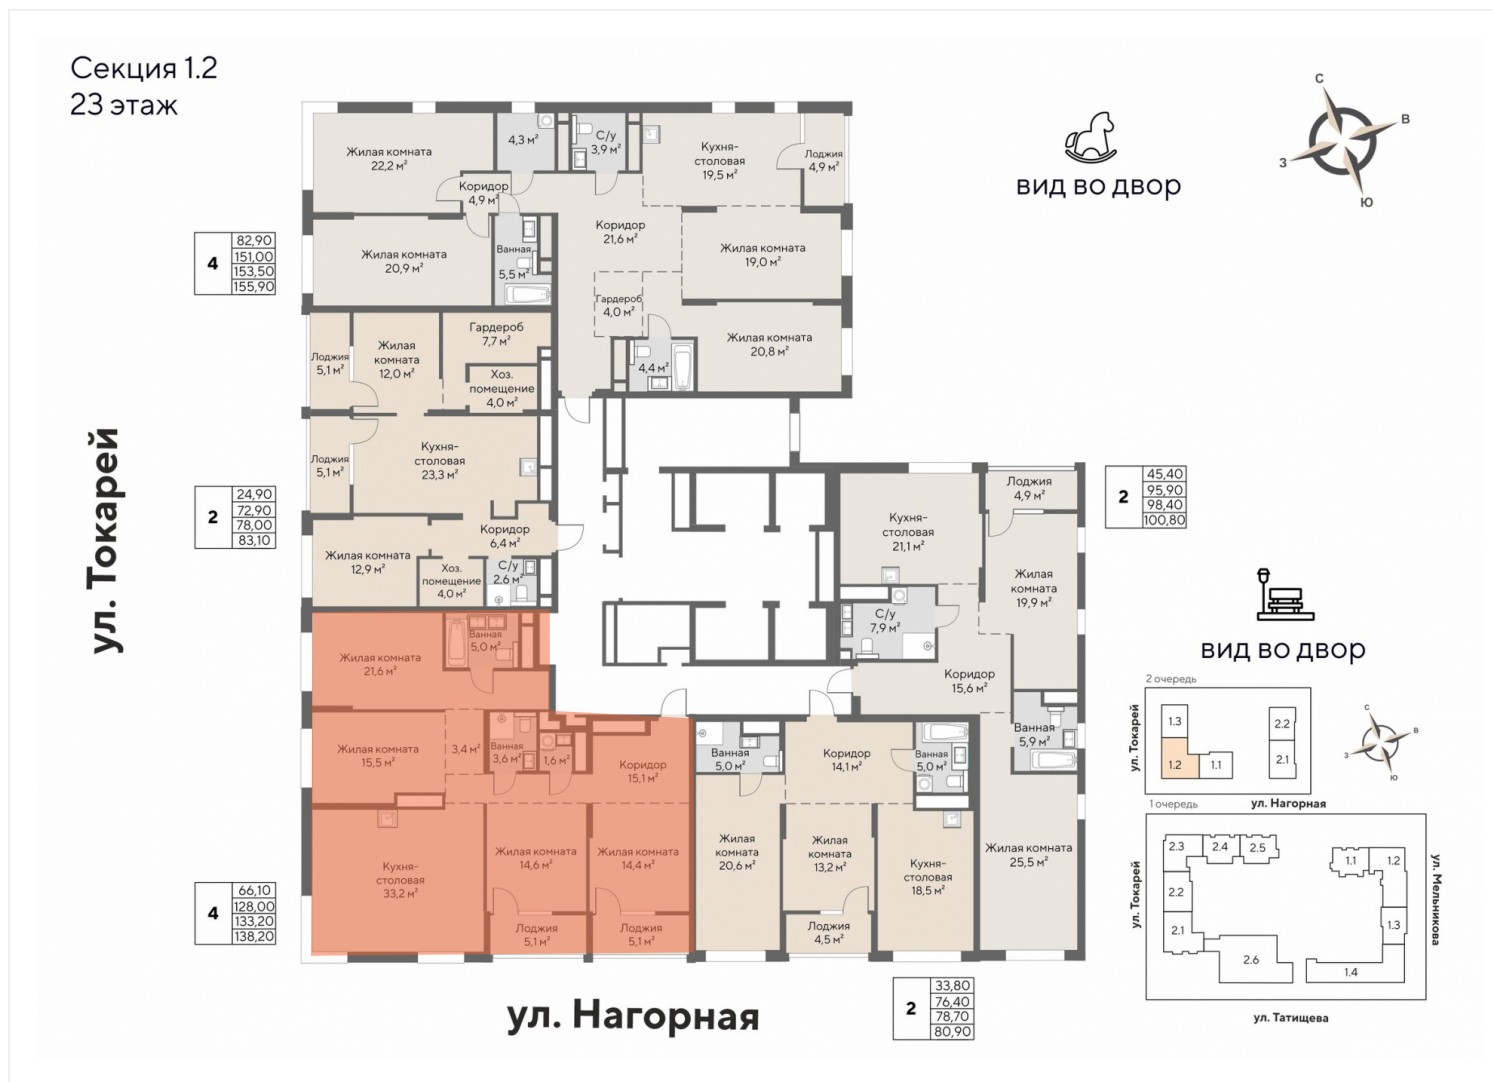 Секция 1.2
23 этаж
С
В
З
Ю
вид во двор
Жилая комната
22,2 м²
4,3 м²
С/у
3,9 м²
Кухня-
столовая
19,5 м²
Лоджия
4,9 м²
Коридор
4,9 м²
Коридор
21,6 м²
Жилая комната
20,9 м²
Ванная
5,5 м²
Жилая комната
19,0 м²
Гардероб
4,0 м²
Жилая комната
20,8 м²
4,4 м²
4
82,90
151,00
153,50
155,90
Лоджия
5,1 м²
Жилая
комната
12,0 м²
Гардероб
7,7 м²
Хоз.
помещение
4,0 м²
Лоджия
5,1 м²
Кухня-
столовая
23,3 м²
Коридор
6,4 м²
Жилая комната
12,9 м²
Хоз.
помещение
4,0 м²
С/у
2,6 м²
2
24,90
72,90
78,00
83,10
ул. Токарей
Кухня-
столовая
21,1 м²
Лоджия
4,9 м²
Жилая
комната
19,9 м²
С/у
7,9 м²
Коридор
15,6 м²
Ванная
5,9 м²
Жилая комната
25,5 м²
2
45,40
95,90
98,40
100,80
вид во двор
Жилая комната
21,6 м²
Ванная
5,0 м²
Жилая комната
15,5 м²
3,4 м²
Ванная
3,6 м²
1,6 м²
Коридор
15,1 м²
Кухня-
столовая
33,2 м²
Жилая комната
14,6 м²
Жилая комната
14,4 м²
Лоджия
5,1 м²
Лоджия
5,1 м²
4
66,10
128,00
133,20
138,20
Ванная
5,0 м²
Коридор
14,1 м²
Ванная
5,0 м²
Жилая
комната
20,6 м²
Жилая
комната
13,2 м²
Кухня-
столовая
18,5 м²
Лоджия
4,5 м²
2
33,80
76,40
78,70
80,90
ул. Нагорная
2 очередь
ул. Токарей
1.3
1.2
1.1
2.2
2.1
ул. Нагорная
С
В
З
Ю
1 очередь
ул. Токарей
2.3
2.4
2.5
2.2
2.1
2.6
1.1
1.2
1.3
1.4
ул. Мельникова
ул. Татищева